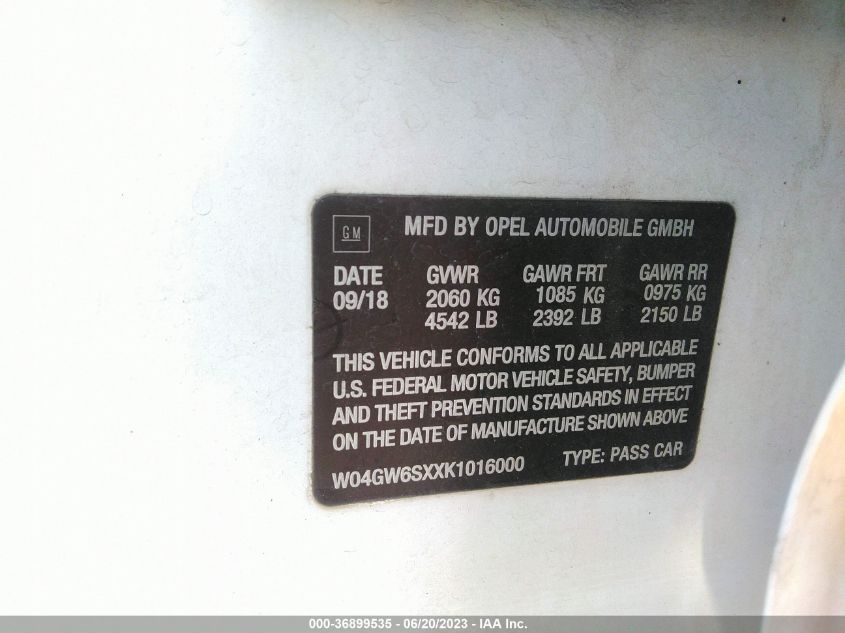 GM
MFD BY OPEL AUTOMOBILE GMBH
DATE GVWR GAWR FRT GAWR RR
09/18 2060 KG 1085 KG 0975 KG
4542 LB 2392 LB 2150 LB
THIS VEHICLE CONFORMS TO ALL APPLICABLE
U.S. FEDERAL MOTOR VEHICLE SAFETY, BUMPER
AND THEFT PREVENTION STANDARDS IN EFFECT
ON THE DATE OF MANUFACTURE SHOWN ABOVE
W04GW6SXXK1016000 TYPE: PASS CAR
000-36899535 - 06/20/2023 - IAA Inc.